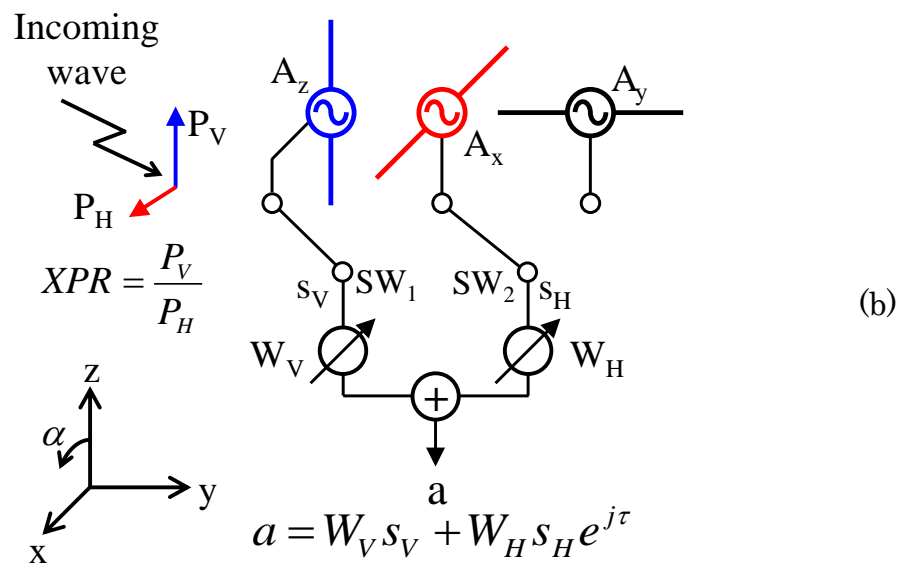 Incoming
wave
A_z
A_x
A_y
P_V
P_H
XPR = P_V / P_H
s_V SW_1
SW_2 s_H
(b)
W_V
W_H
+
z
α
y
x
a
a = W_V s_V + W_H s_H e^{jτ}